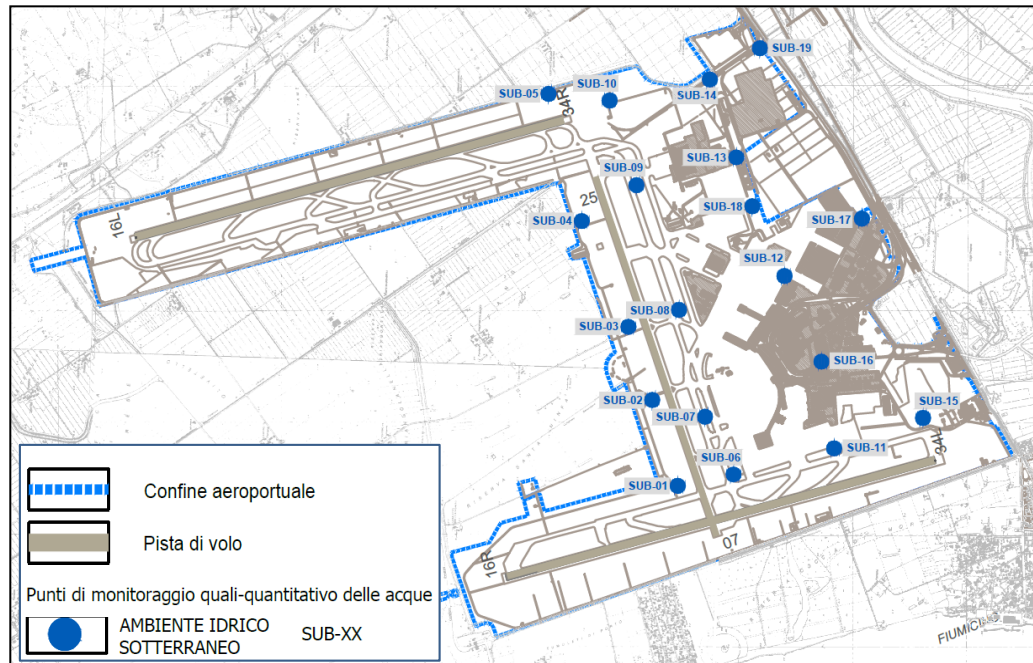 SUB-19
SUB-14
SUB-10
SUB-05
34R
SUB-13
SUB-09
SUB-18
25
SUB-04
16L
SUB-17
SUB-12
SUB-08
SUB-03
SUB-16
SUB-02
SUB-07
SUB-15
34L
SUB-11
SUB-06
SUB-01
07
16R
Confine aeroportuale
Pista di volo
Punti di monitoraggio quali-quantitativo delle acque
AMBIENTE IDRICO SUB-XX
SOTTERRANEO